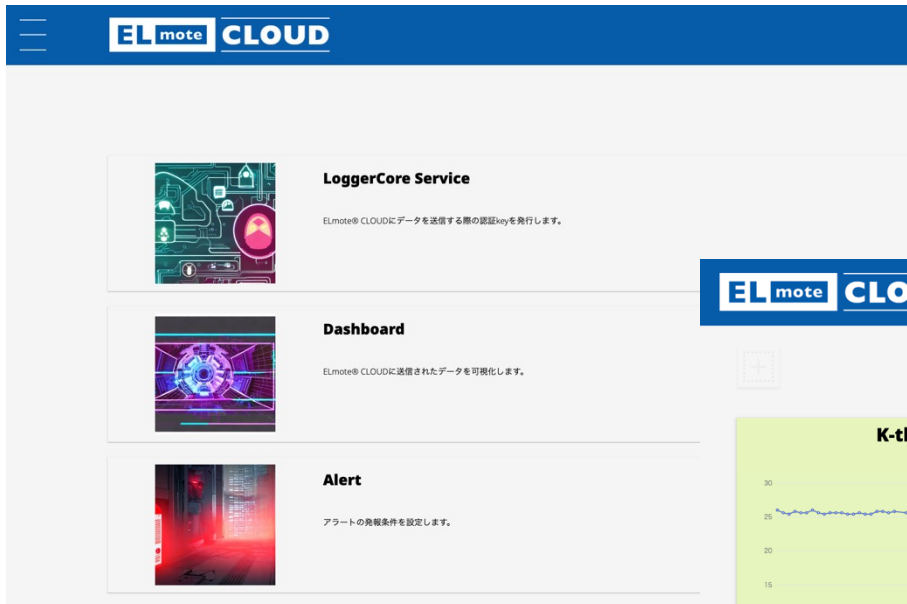 ELmote CLOUD
LoggerCore Service
ELmote® CLOUDにデータを送信する際の認証keyを発行します。
Dashboard
ELmote® CLOUDに送信されたデータを可視化します。
Alert
アラートの発報条件を設定します。
ELmote CLO
K-t
30
25
20
15